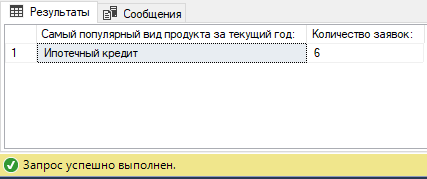 Результаты Сообщения
Самый популярный вид продукта за текущий год: Количество заявок:
1 Ипотечный кредит 6
Запрос успешно выполнен.